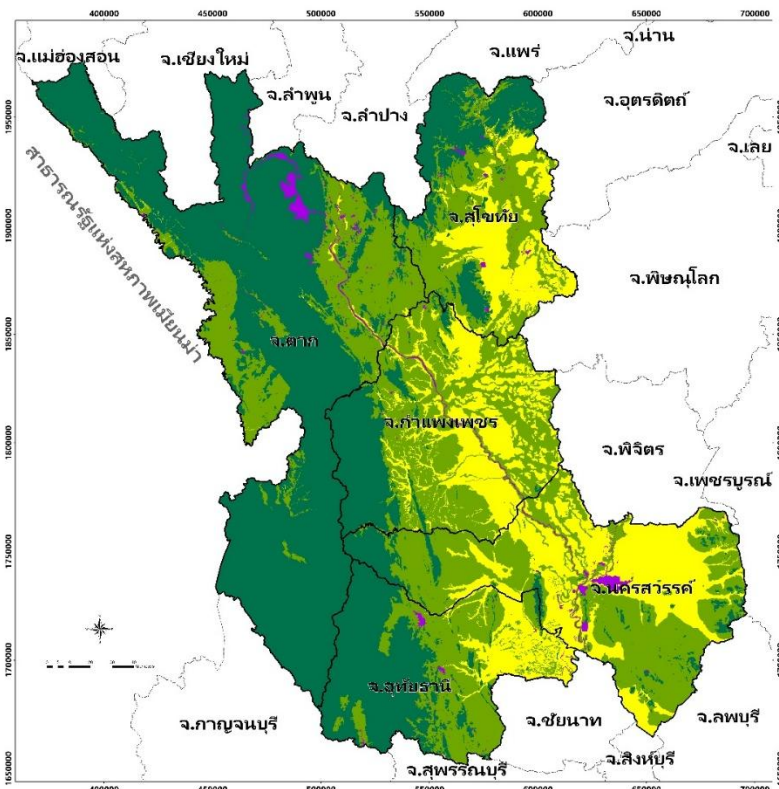 400000 450000 500000 550000 600000 650000 700000
จ.น่าน
จ.แม่ฮ่องสอน
จ.เชียงใหม่
จ.แพร่
จ.ลำพูน
จ.ลำปาง
จ.อุตรดิตถ์
จ.เลย
1950000
สาธารณรัฐแห่งสหภาพเมียนม่า
จ.สุโขทัย
1900000
จ.พิษณุโลก
1850000
จ.ตาก
จ.กำแพงเพชร
1800000
จ.พิจิตร
จ.เพชรบูรณ์
1750000
จ.นครสวรรค์
1700000
จ.อุทัยธานี
จ.กาญจนบุรี
จ.ชัยนาท
จ.ลพบุรี
จ.สิงห์บุรี
จ.สุพรรณบุรี
1650000
400000 450000 500000 550000 600000 650000 700000